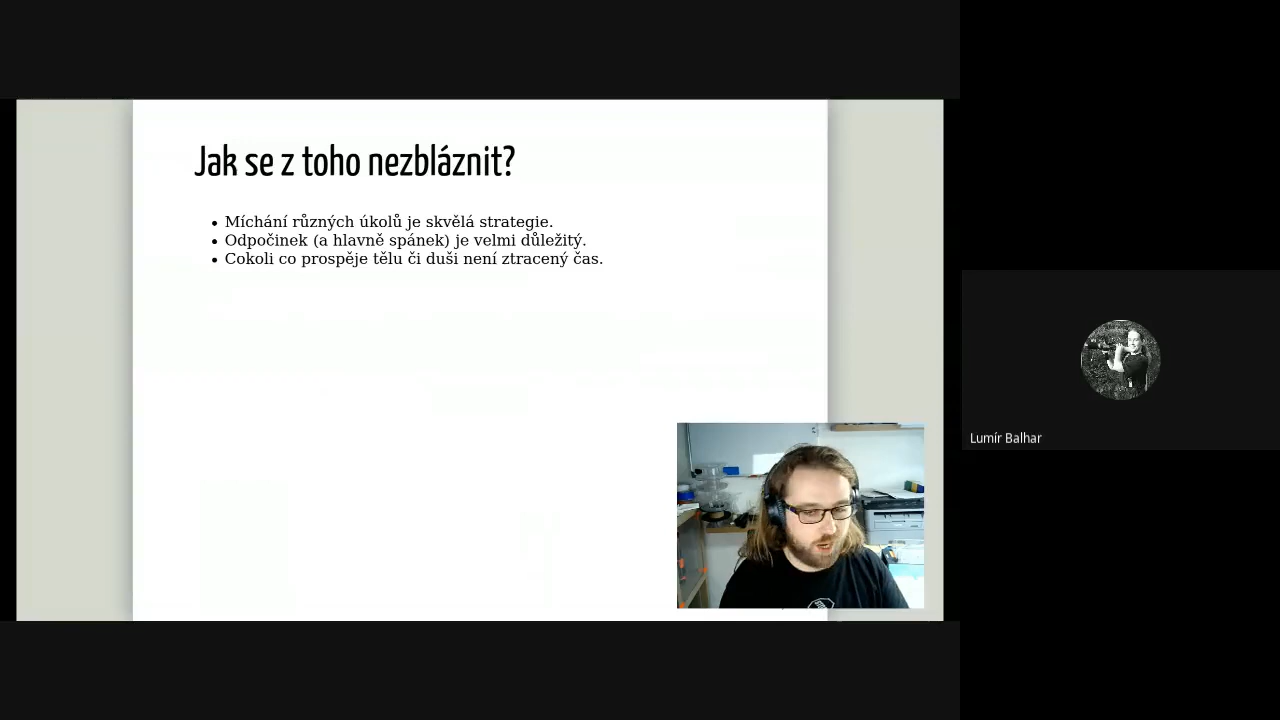 Jak se z toho nezbláznit?
Míchání různých úkolů je skvělá strategie.
Odpočinek (a hlavně spánek) je velmi důležitý.
Cokoli co prospěje tělu či duši není ztracený čas.
Lumír Balhar